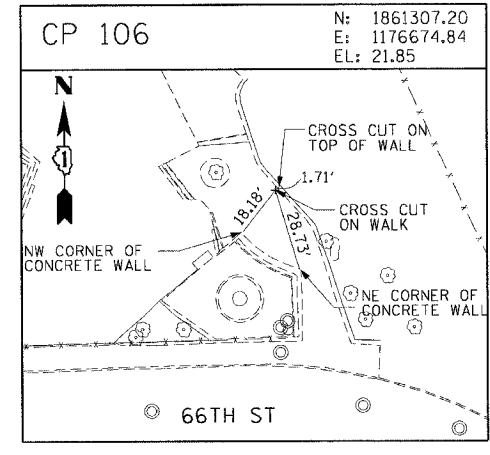 CP 106
N: 1861307.20
E: 1176674.84
EL: 21.85
N
1
CROSS CUT ON
TOP OF WALL
1.71'
18.18'
28.73'
CROSS CUT
ON WALK
NW CORNER OF
CONCRETE WALL
NE CORNER OF
CONCRETE WALL
66TH ST